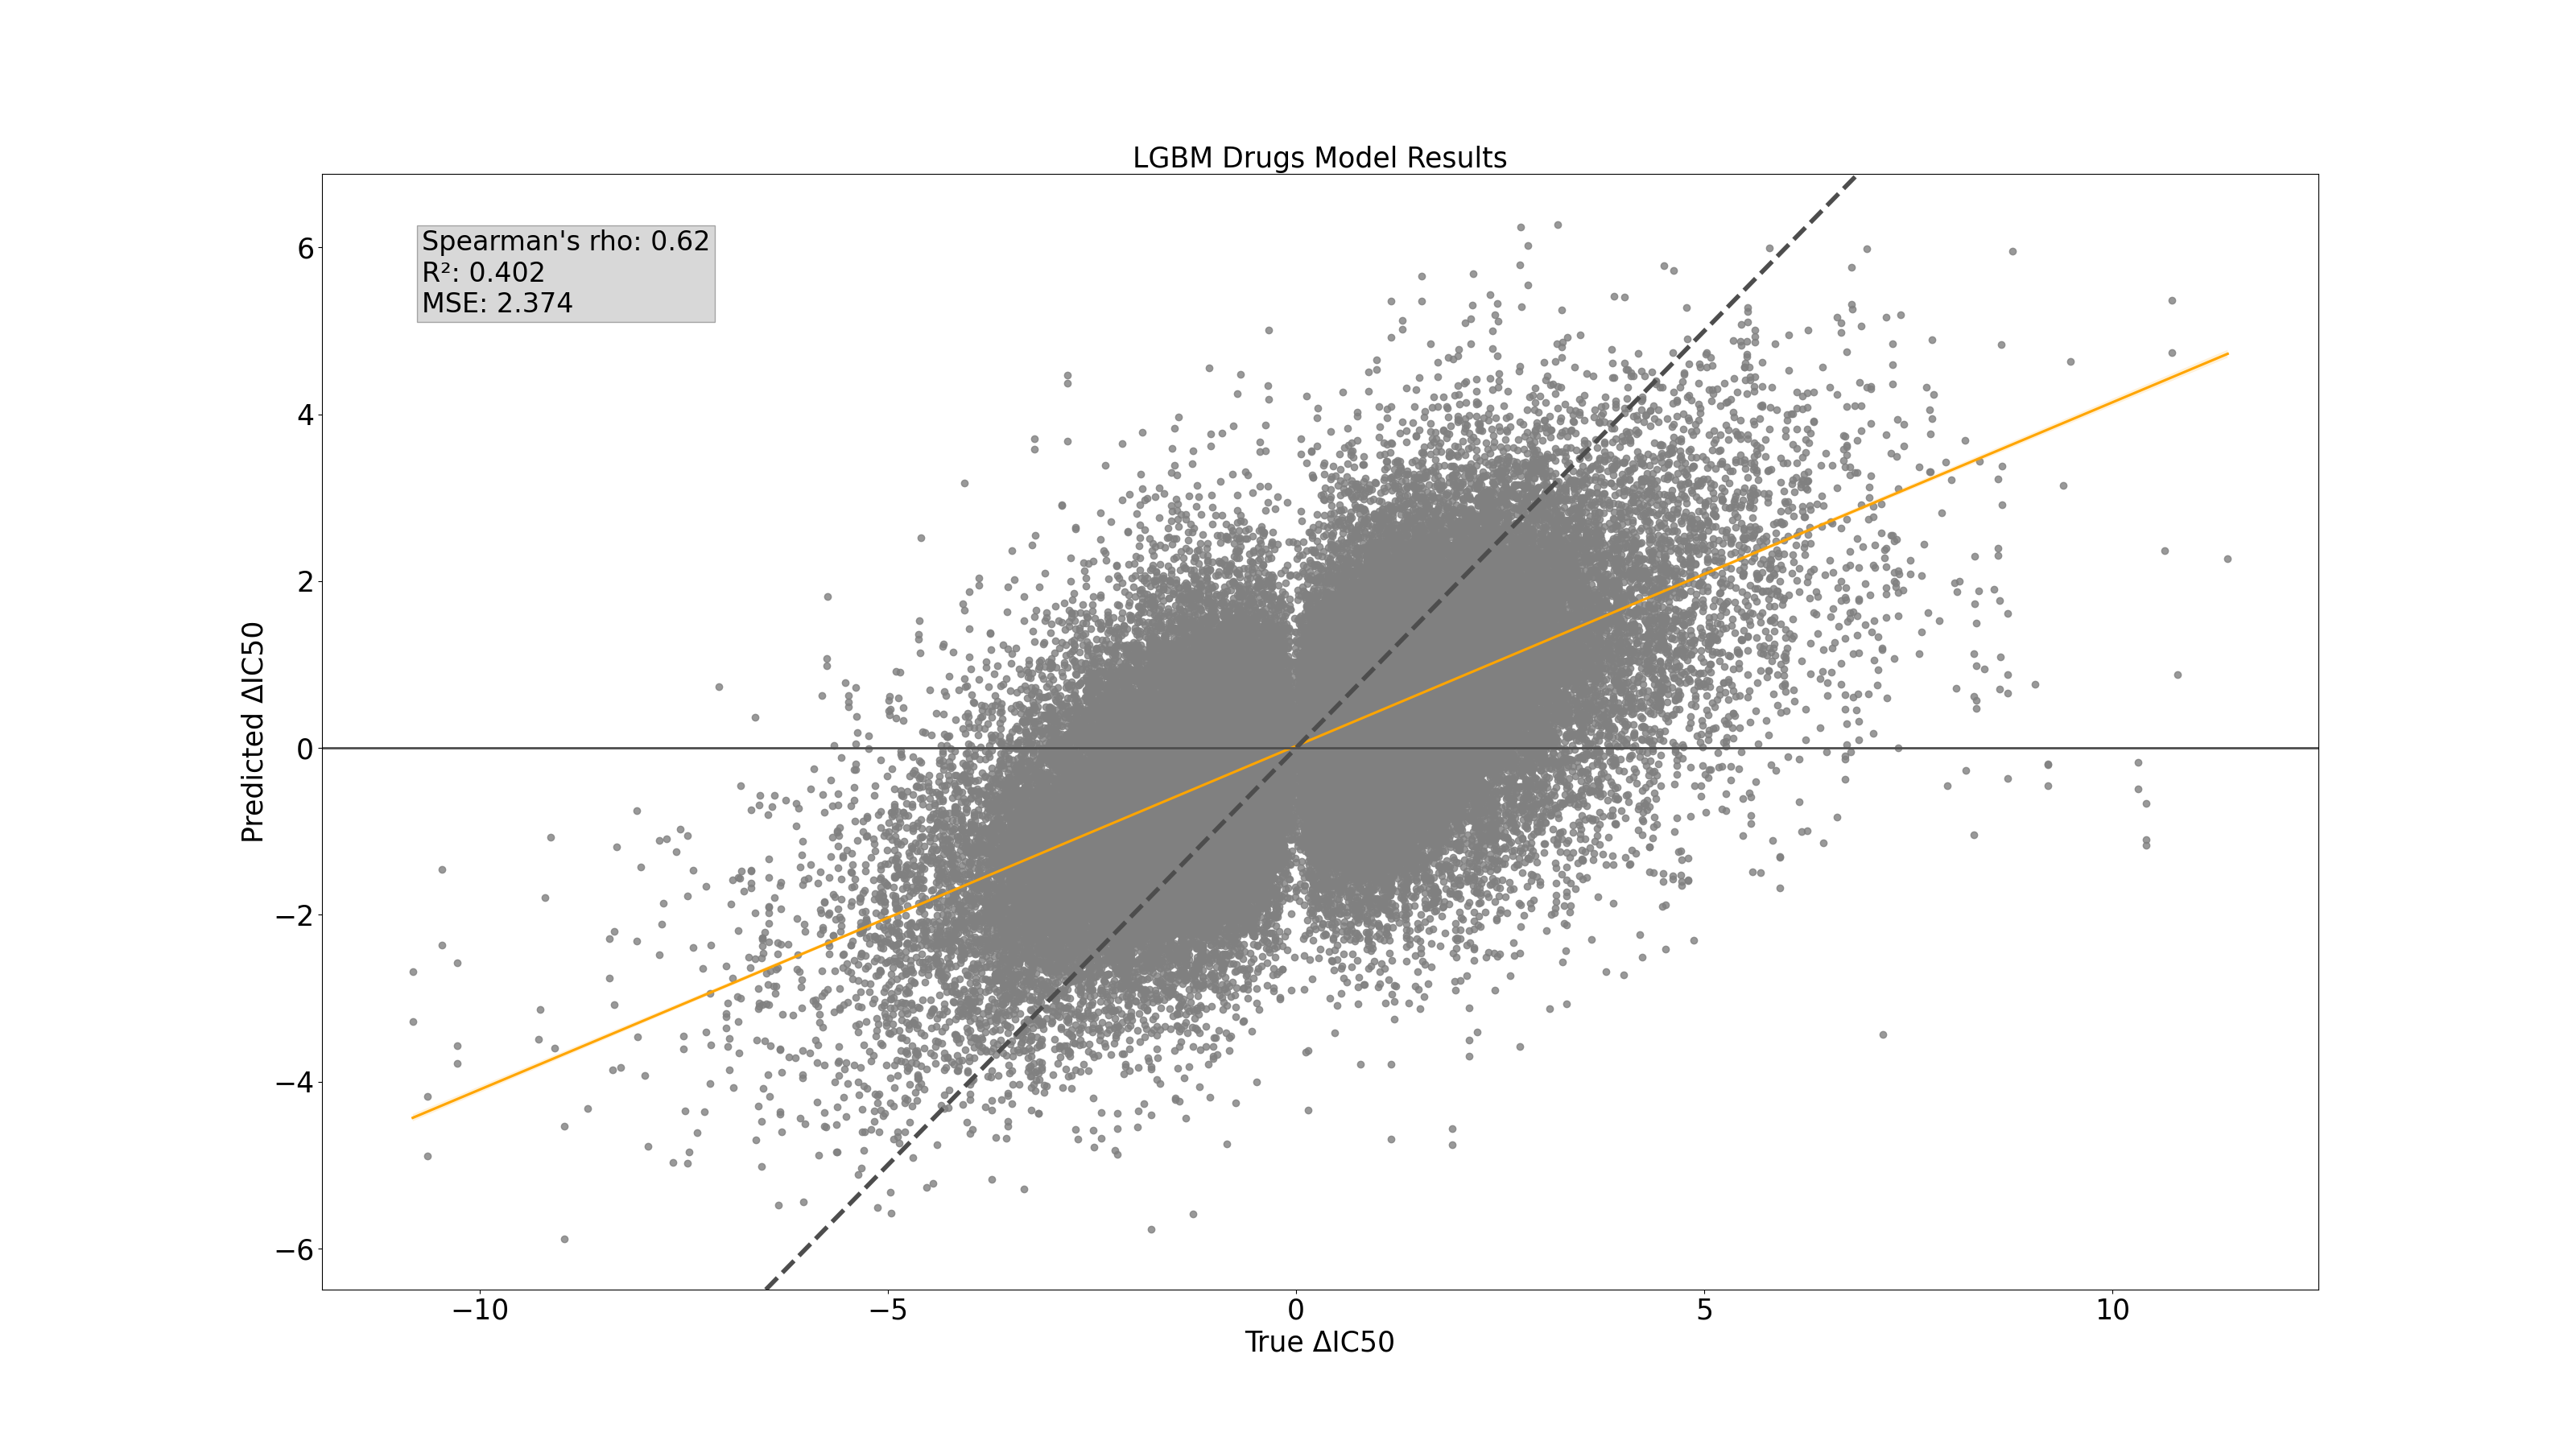 LGBM Drugs Model Results
Spearman's rho: 0.62
R²: 0.402
MSE: 2.374
6
4
2
0
−2
−4
−6
Predicted ΔIC50
−10
−5
0
5
10
True ΔIC50